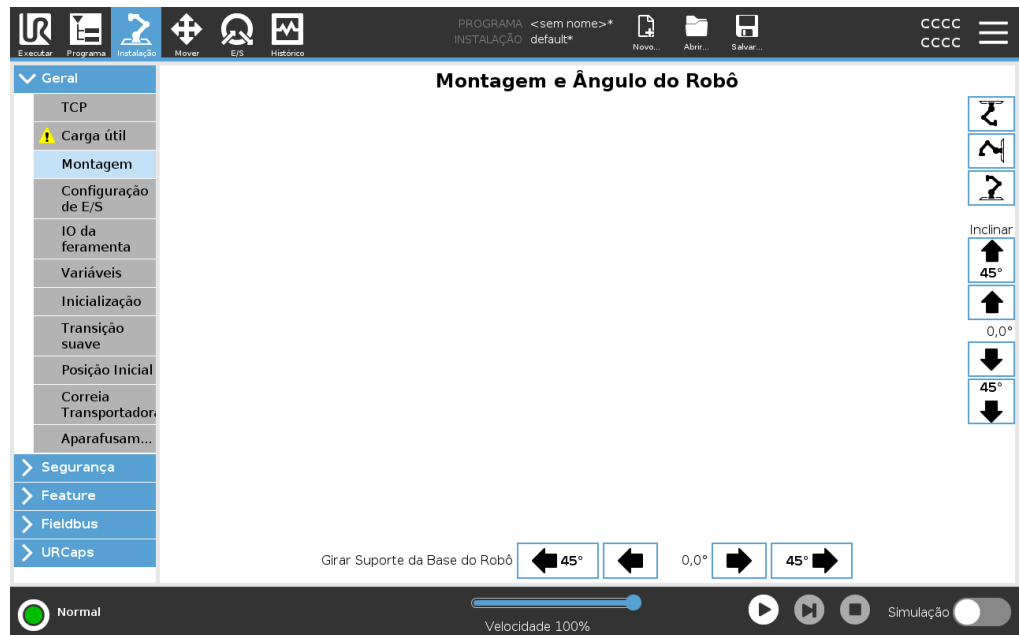 UR
PROGRAMA <sem nome>*
INSTALAÇÃO default*
cccc
cccc
Executar Programa Instalação Mover E/S Histórico Novo... Abrir... Salvar...
Geral
TCP
Carga útil
Montagem
Configuração
de E/S
IO da
feramenta
Variáveis
Inicialização
Transição
suave
Posição Inicial
Correia
Transportadora
Aparafusam...
Segurança
Feature
Fieldbus
URCaps
Montagem e Ângulo do Robô
Inclinar
45°
0,0°
45°
Girar Suporte da Base do Robô 45° 0,0° 45°
Normal
Velocidade 100%
Simulação